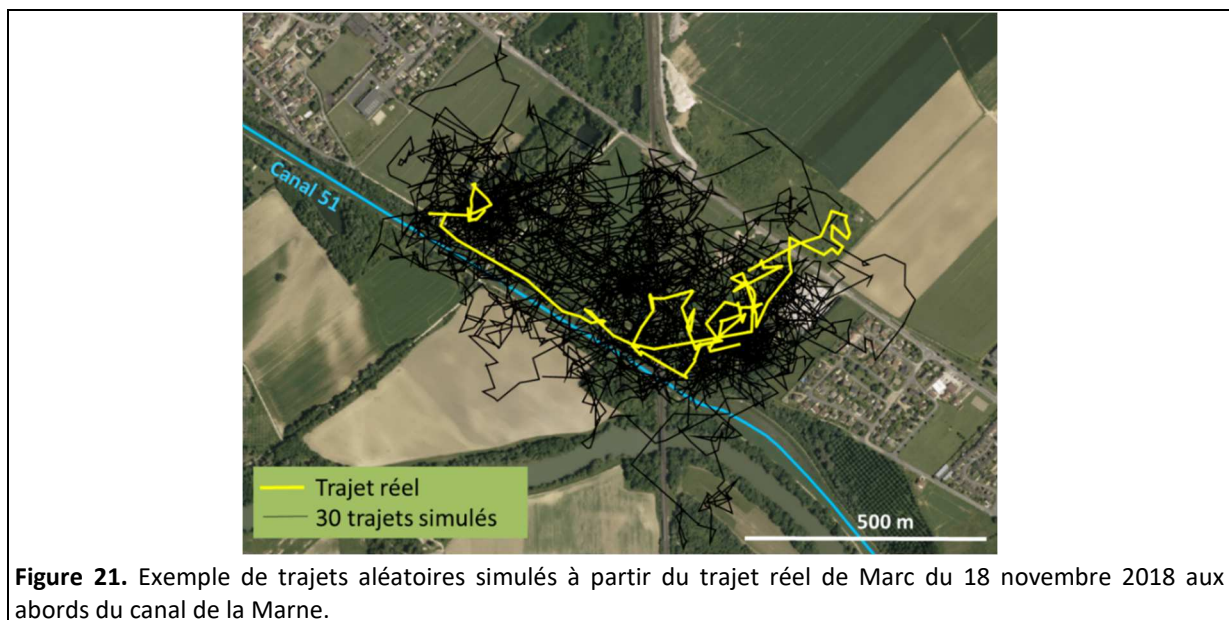 Canal 51
Trajet réel
30 trajets simulés
500 m
Figure 21. Exemple de trajets aléatoires simulés à partir du trajet réel de Marc du 18 novembre 2018 aux
abords du canal de la Marne.